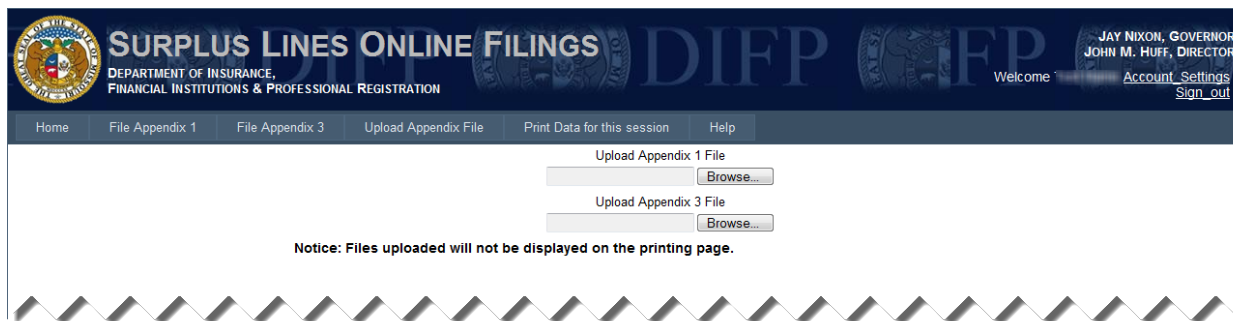 SURPLUS LINES ONLINE FILINGS
DEPARTMENT OF INSURANCE,
FINANCIAL INSTITUTIONS & PROFESSIONAL REGISTRATION
DIFP
FP
JAY NIXON, GOVERNOR
JOHN M. HUFF, DIRECTOR
Welcome
Account_Settings
Sign_out
Home File Appendix 1 File Appendix 3 Upload Appendix File Print Data for this session Help
Upload Appendix 1 File
Browse...
Upload Appendix 3 File
Browse...
Notice: Files uploaded will not be displayed on the printing page.